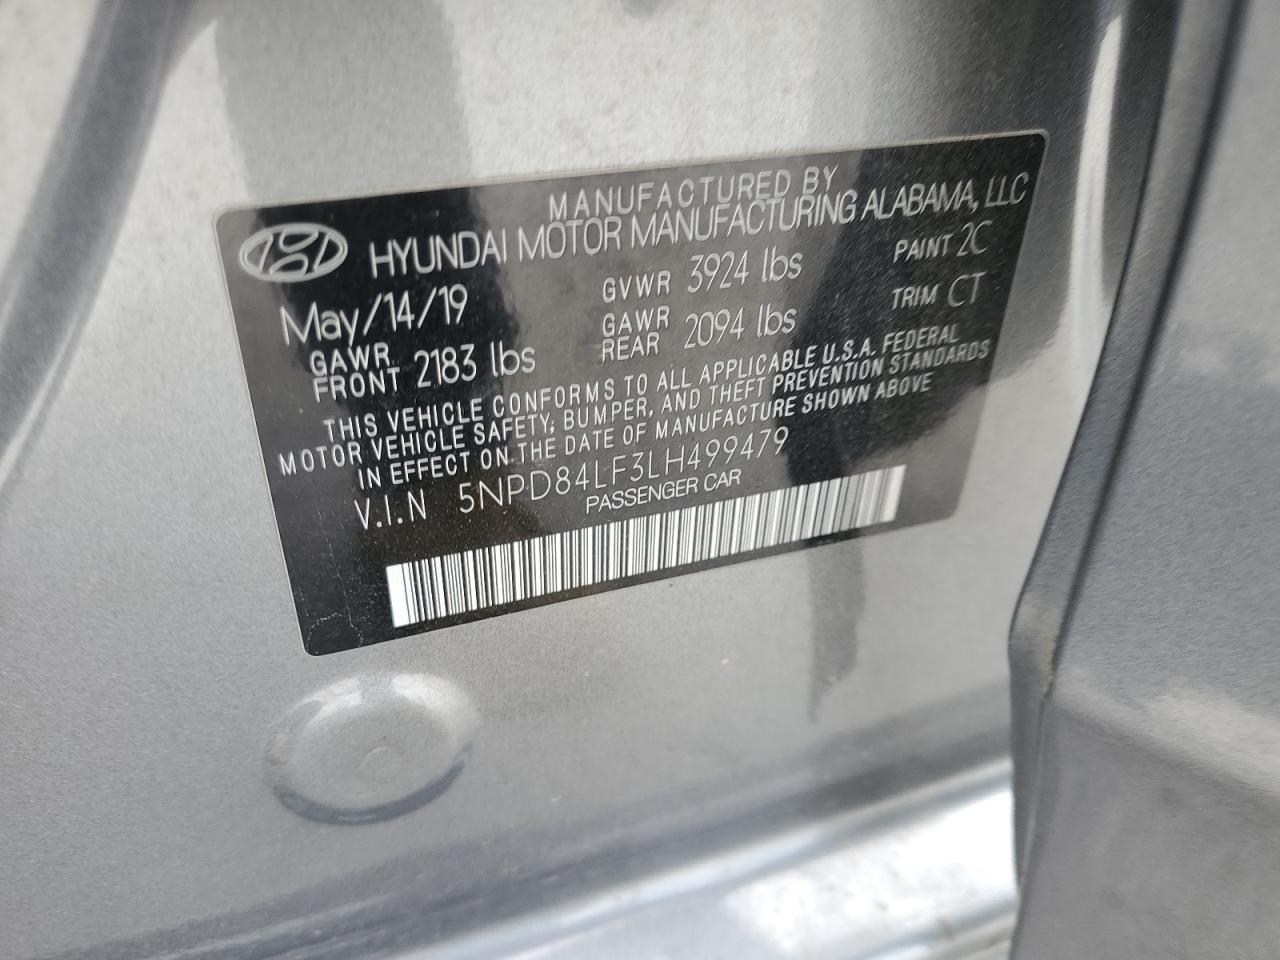 MANUFACTURED BY
HYUNDAI MOTOR MANUFACTURING ALABAMA, LLC
May/14/19 GVWR 3924 lbs PAINT 2C
GAWR FRONT 2183 lbs GAWR REAR 2094 lbs TRIM CT
THIS VEHICLE CONFORMS TO ALL APPLICABLE U.S.A. FEDERAL
MOTOR VEHICLE SAFETY, BUMPER, AND THEFT PREVENTION STANDARDS
IN EFFECT ON THE DATE OF MANUFACTURE SHOWN ABOVE
V.I.N 5NPD84LF3LH499479
PASSENGER CAR